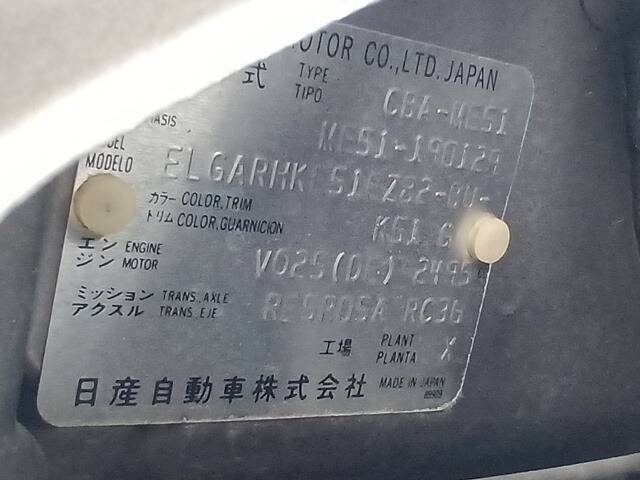 MOTOR CO.,LTD.JAPAN
式 TYPE CBA-ME51
TIPO
ME51-190129
MODELO ELGARHK
カラー COLOR,TRIM
トリム COLOR,GUARNICION K51 G
エンジン ENGINE
MOTOR VQ25(DE) 2495
ミッション TRANS.,AXLE
アクスル TRANS.,EJE RE5R05A RC36
工場 PLANT X
PLANTA
日産自動車株式会社 MADE IN JAPAN